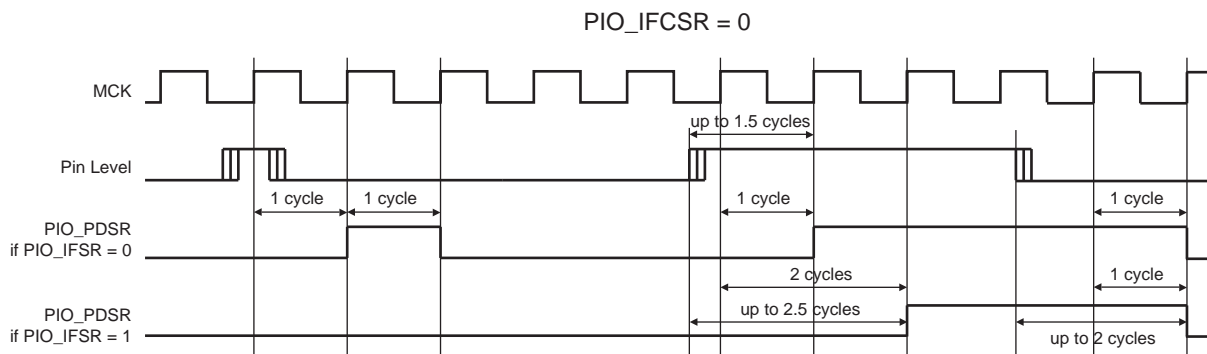 PIO_IFCSR = 0
MCK
up to 1.5 cycles
Pin Level
1 cycle
1 cycle
1 cycle
1 cycle
PIO_PDSR
if PIO_IFSR = 0
2 cycles
1 cycle
PIO_PDSR
if PIO_IFSR = 1
up to 2.5 cycles
up to 2 cycles